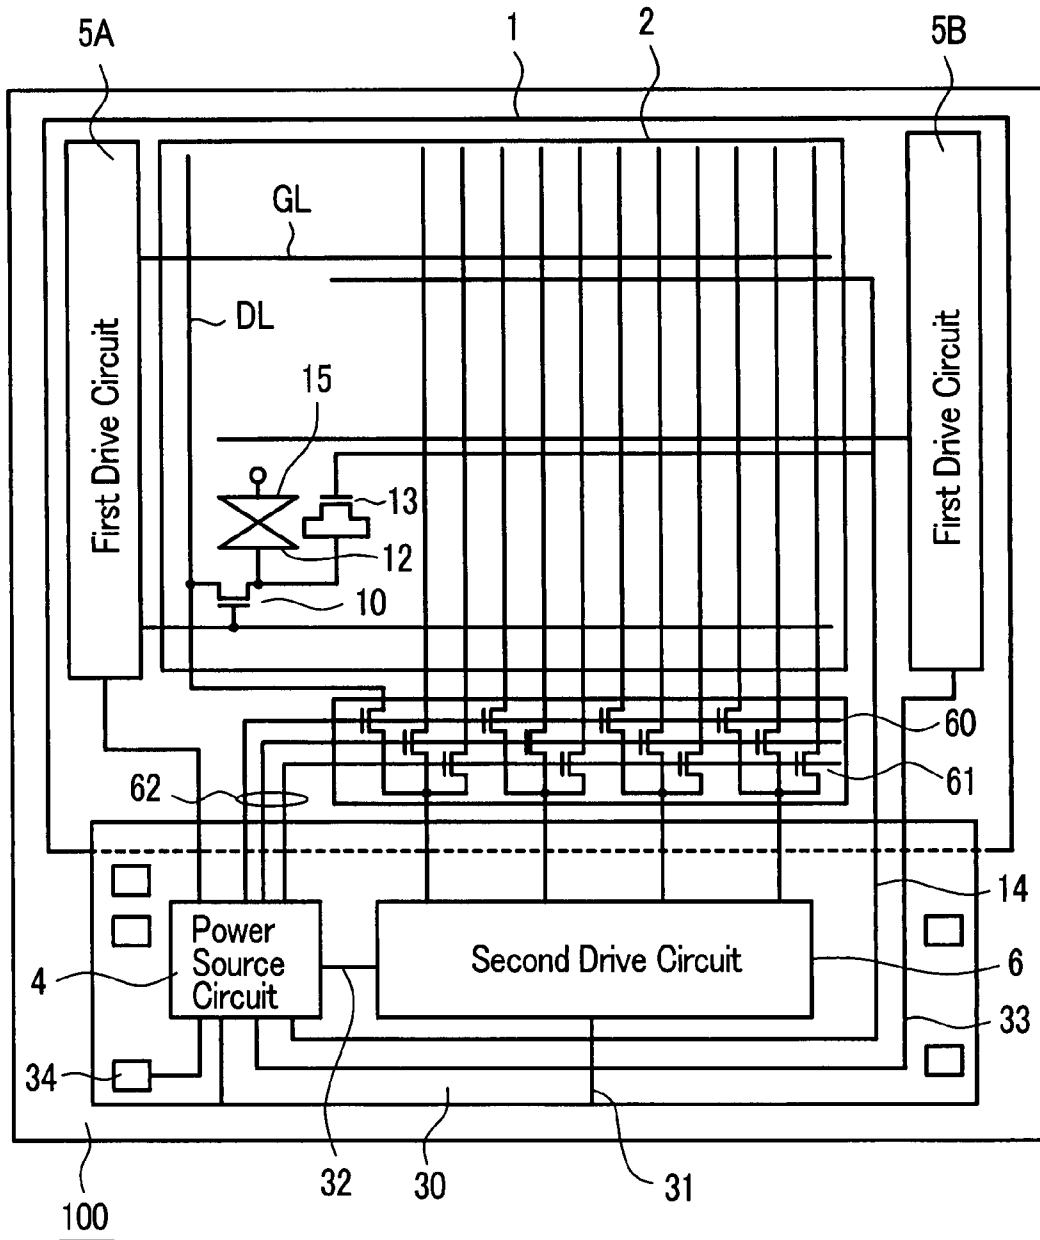 5A
1
2
5B
GL
DL
15
First Drive Circuit
First Drive Circuit
13
12
10
60
62
61
14
Power
Source
Circuit
Second Drive Circuit
4
6
33
34
32
30
31
100